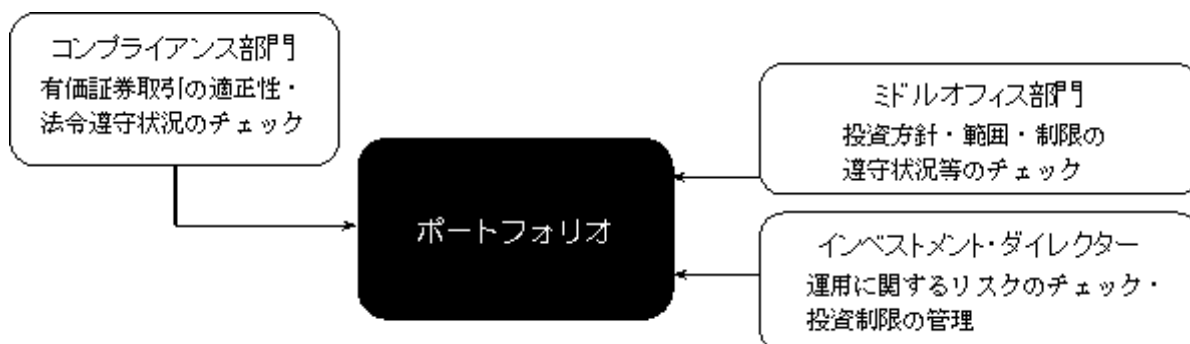 コンプライアンス部門
有価証券取引の適正性・
法令遵守状況のチェック
ミドルオフィス部門
投資方針・範囲・制限の
遵守状況等のチェック
ポートフォリオ
インベストメント・ダイレクター
運用に関するリスクのチェック・
投資制限の管理